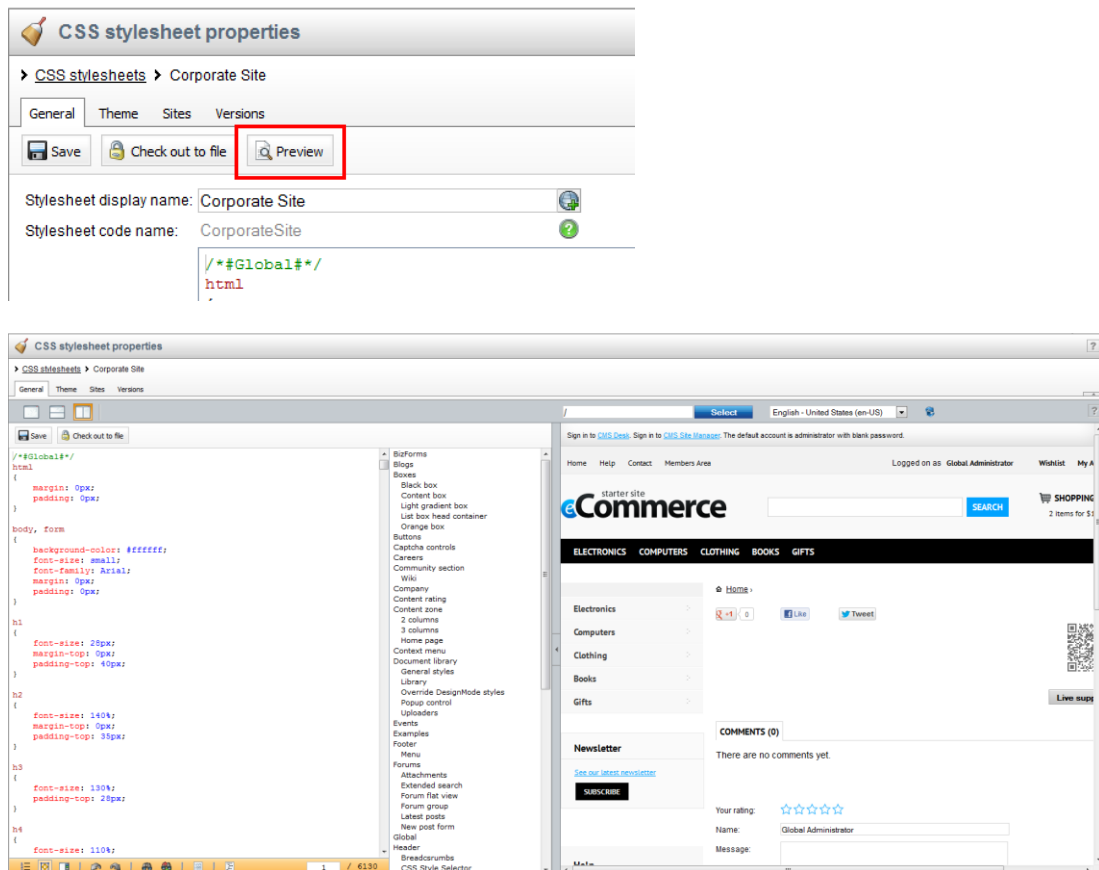 CSS stylesheet properties
CSS stylesheets Corporate Site
General Theme Sites Versions
Save Check out to file Preview
Stylesheet display name: Corporate Site
Stylesheet code name: CorporateSite
/*#Global#*/
html
CSS stylesheet properties
CSS stylesheets Corporate Site
General Theme Sites Versions
/ Select English - United States (en-US)
Save Check out to file
/*#Global#*/
html
{
margin: 0px;
padding: 0px;
}
body, form
{
background-color: #ffffff;
font-size: small;
font-family: Arial;
margin: 0px;
padding: 0px;
}
h1
{
font-size: 28px;
margin-top: 0px;
padding-top: 40px;
}
h2
{
font-size: 140%;
margin-top: 0px;
padding-top: 35px;
}
h3
{
font-size: 130%;
padding-top: 28px;
}
h4
{
font-size: 110%;
1 / 6130
BizForms
Blogs
Boxes
Black box
Content box
Light gradient box
List box head container
Orange box
Buttons
Captcha controls
Careers
Community section
Wiki
Company
Content rating
Content zone
2 columns
3 columns
Home page
Context menu
Document library
General styles
Library
Override DesignMode styles
Popup control
Uploaders
Events
Examples
Footer
Menu
Forums
Attachments
Extended search
Forum flat view
Forum group
Latest posts
New post form
Global
Header
Breadcrumbs
CSS Style Selector
Sign in to CMS Desk. Sign in to CMS Site Manager. The default account is administrator with blank password.
Home Help Contact Members Area Logged on as Global Administrator Wishlist My A
starter site
eCommerce
SEARCH
SHOPPING
2 items for $1
ELECTRONICS COMPUTERS CLOTHING BOOKS GIFTS
Home
Electronics
Computers
Clothing
Books
Gifts
+1 0 Like Tweet
Live supp
Newsletter
See our latest newsletter
SUBSCRIBE
COMMENTS (0)
There are no comments yet.
Your rating:
Name: Global Administrator
Message: